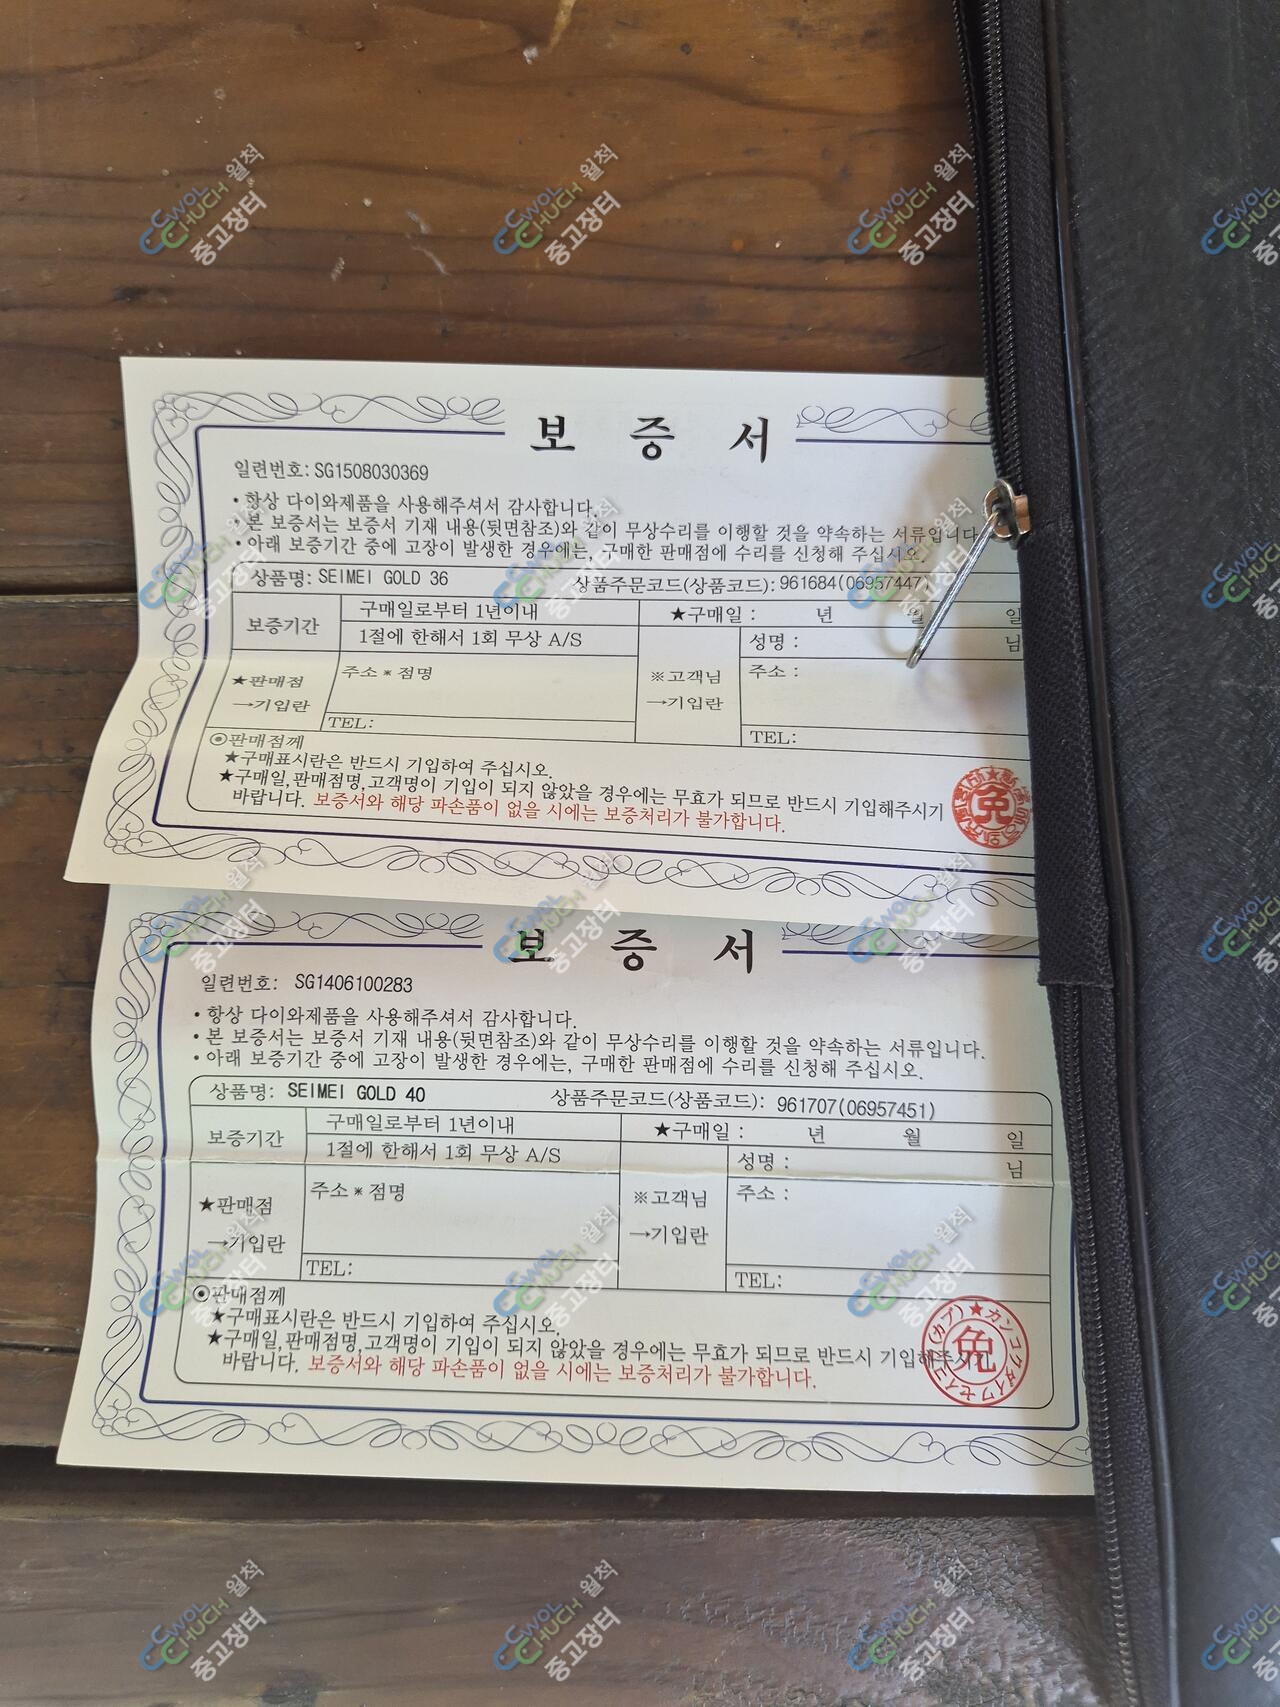 보 증 서
일련번호: SG1508030369
• 항상 다이와제품을 사용해주셔서 감사합니다.
• 본 보증서는 보증서 기재 내용(뒷면참조)와 같이 무상수리를 이행할 것을 약속하는 서류입니다
• 아래 보증기간 중에 고장이 발생한 경우에는, 구매한 판매점에 수리를 신청해 주십시오.
상품명: SEIMEI GOLD 36 상품주문코드(상품코드): 961684(06957447)
보증기간 구매일로부터 1년이내 ★구매일 : 년 월 일
1절에 한해서 1회 무상 A/S 성명 : 님
★판매점 주소 * 점명 ※고객님 주소 :
→기입란 →기입란
TEL: TEL:
⊙판매점께
★구매표시란은 반드시 기입하여 주십시오.
★구매일,판매점명,고객명이 기입이 되지 않았을 경우에는 무효가 되므로 반드시 기입해주시기
바랍니다. 보증서와 해당 파손품이 없을 시에는 보증처리가 불가합니다.
免
보 증 서
일련번호: SG1406100283
• 항상 다이와제품을 사용해주셔서 감사합니다.
• 본 보증서는 보증서 기재 내용(뒷면참조)와 같이 무상수리를 이행할 것을 약속하는 서류입니다.
• 아래 보증기간 중에 고장이 발생한 경우에는, 구매한 판매점에 수리를 신청해 주십시오.
상품명: SEIMEI GOLD 40 상품주문코드(상품코드): 961707(06957451)
보증기간 구매일로부터 1년이내 ★구매일 : 년 월 일
1절에 한해서 1회 무상 A/S 성명 : 님
★판매점 주소 * 점명 ※고객님 주소 :
→기입란 →기입란
TEL: TEL:
⊙판매점께
★구매표시란은 반드시 기입하여 주십시오.
★구매일,판매점명,고객명이 기입이 되지 않았을 경우에는 무효가 되므로 반드시 기입해주시기
바랍니다. 보증서와 해당 파손품이 없을 시에는 보증처리가 불가합니다.
(カブ)★カンコクダイワセイコ
免
CWOL CHUCH 월척 중고장터